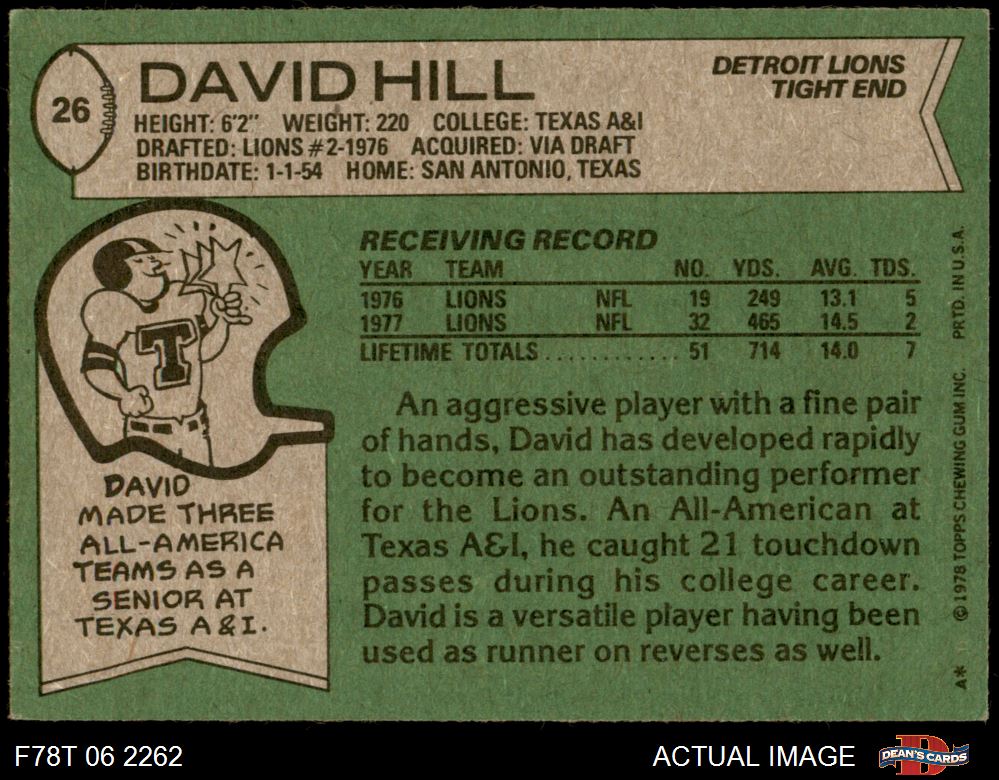 26
DAVID HILL
DETROIT LIONS
TIGHT END
HEIGHT: 6'2" WEIGHT: 220 COLLEGE: TEXAS A&I
DRAFTED: LIONS #2-1976 ACQUIRED: VIA DRAFT
BIRTHDATE: 1-1-54 HOME: SAN ANTONIO, TEXAS
RECEIVING RECORD
YEAR TEAM NO. YDS. AVG. TDS.
1976 LIONS NFL 19 249 13.1 5
1977 LIONS NFL 32 465 14.5 2
LIFETIME TOTALS............ 51 714 14.0 7
T
DAVID
MADE THREE
ALL-AMERICA
TEAMS AS A
SENIOR AT
TEXAS A&I.
An aggressive player with a fine pair
of hands, David has developed rapidly
to become an outstanding performer
for the Lions. An All-American at
Texas A&I, he caught 21 touchdown
passes during his college career.
David is a versatile player having been
used as runner on reverses as well.
A* © 1978 TOPPS CHEWING GUM INC. PRTD. IN U.S.A.
F78T 06 2262
ACTUAL IMAGE
D
DEAN'S CARDS